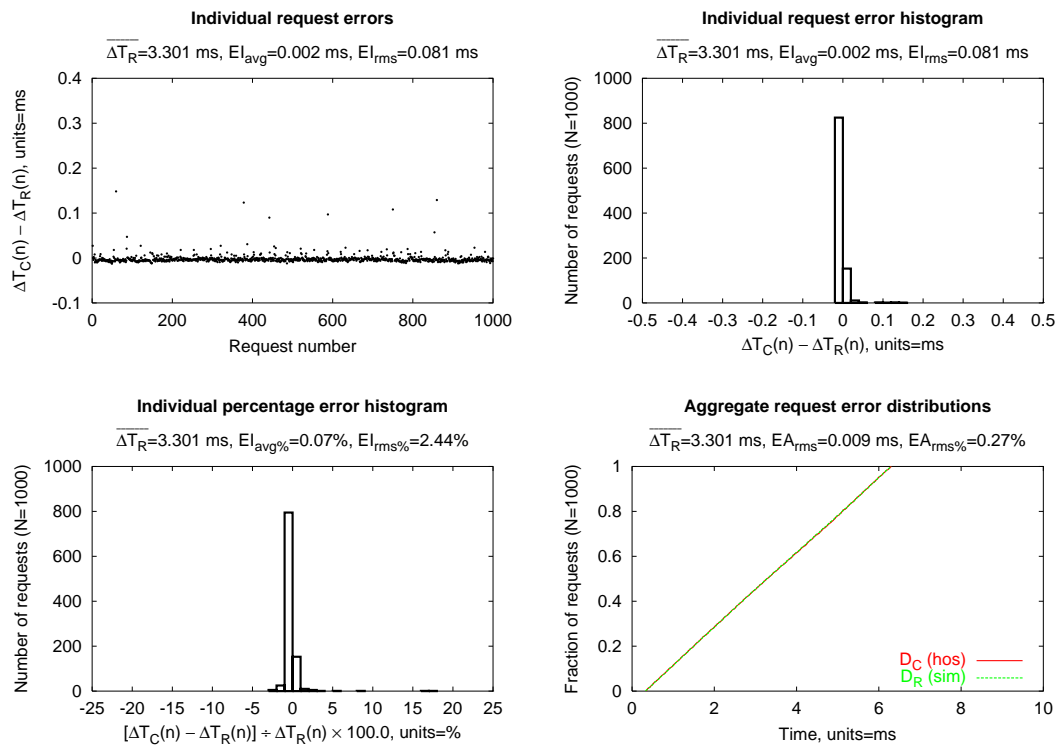 Individual request errors
ΔT_R=3.301 ms, EI_avg=0.002 ms, EI_rms=0.081 ms
ΔT_C(n) − ΔT_R(n), units=ms
0.4
0.3
0.2
0.1
0
-0.1
0 200 400 600 800 1000
Request number
Individual request error histogram
ΔT_R=3.301 ms, EI_avg=0.002 ms, EI_rms=0.081 ms
Number of requests (N=1000)
1000
800
600
400
200
0
-0.5 -0.4 -0.3 -0.2 -0.1 0 0.1 0.2 0.3 0.4 0.5
ΔT_C(n) − ΔT_R(n), units=ms
Individual percentage error histogram
ΔT_R=3.301 ms, EI_avg%=0.07%, EI_rms%=2.44%
Number of requests (N=1000)
1000
800
600
400
200
0
-25 -20 -15 -10 -5 0 5 10 15 20 25
[ΔT_C(n) − ΔT_R(n)] ÷ ΔT_R(n) × 100.0, units=%
Aggregate request error distributions
ΔT_R=3.301 ms, EA_rms=0.009 ms, EA_rms%=0.27%
Fraction of requests (N=1000)
1
0.8
0.6
0.4
0.2
0
D_C (hos)
D_R (sim)
0 2 4 6 8 10
Time, units=ms